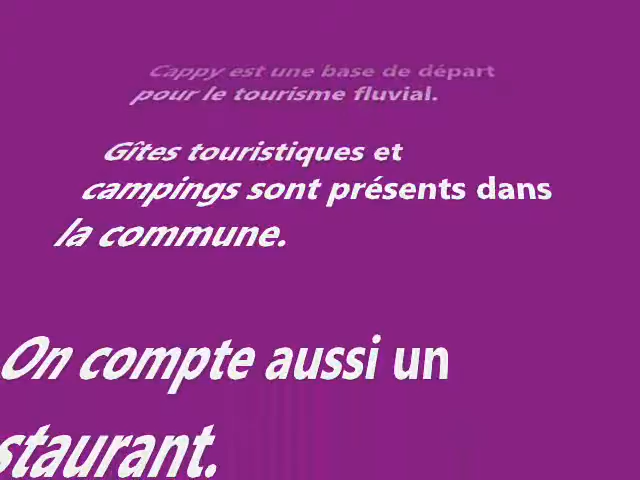 Cappy est une base de départ
pour le tourisme fluvial.
Gîtes touristiques et
campings sont présents dans
la commune.
On compte aussi un
staurant.